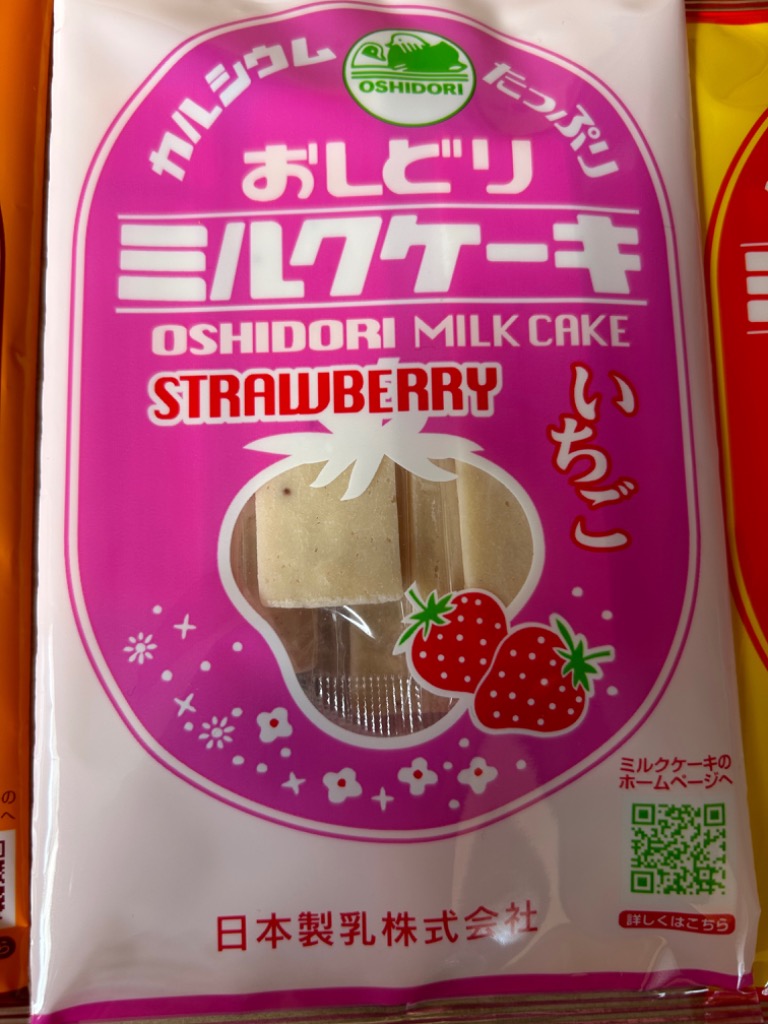 カルシウム
OSHIDORI
たっぷり
おしどり
ミルクケーキ
OSHIDORI MILK CAKE
STRAWBERRY
いちご
ミルクケーキの
ホームページへ
詳しくはこちら
日本製乳株式会社